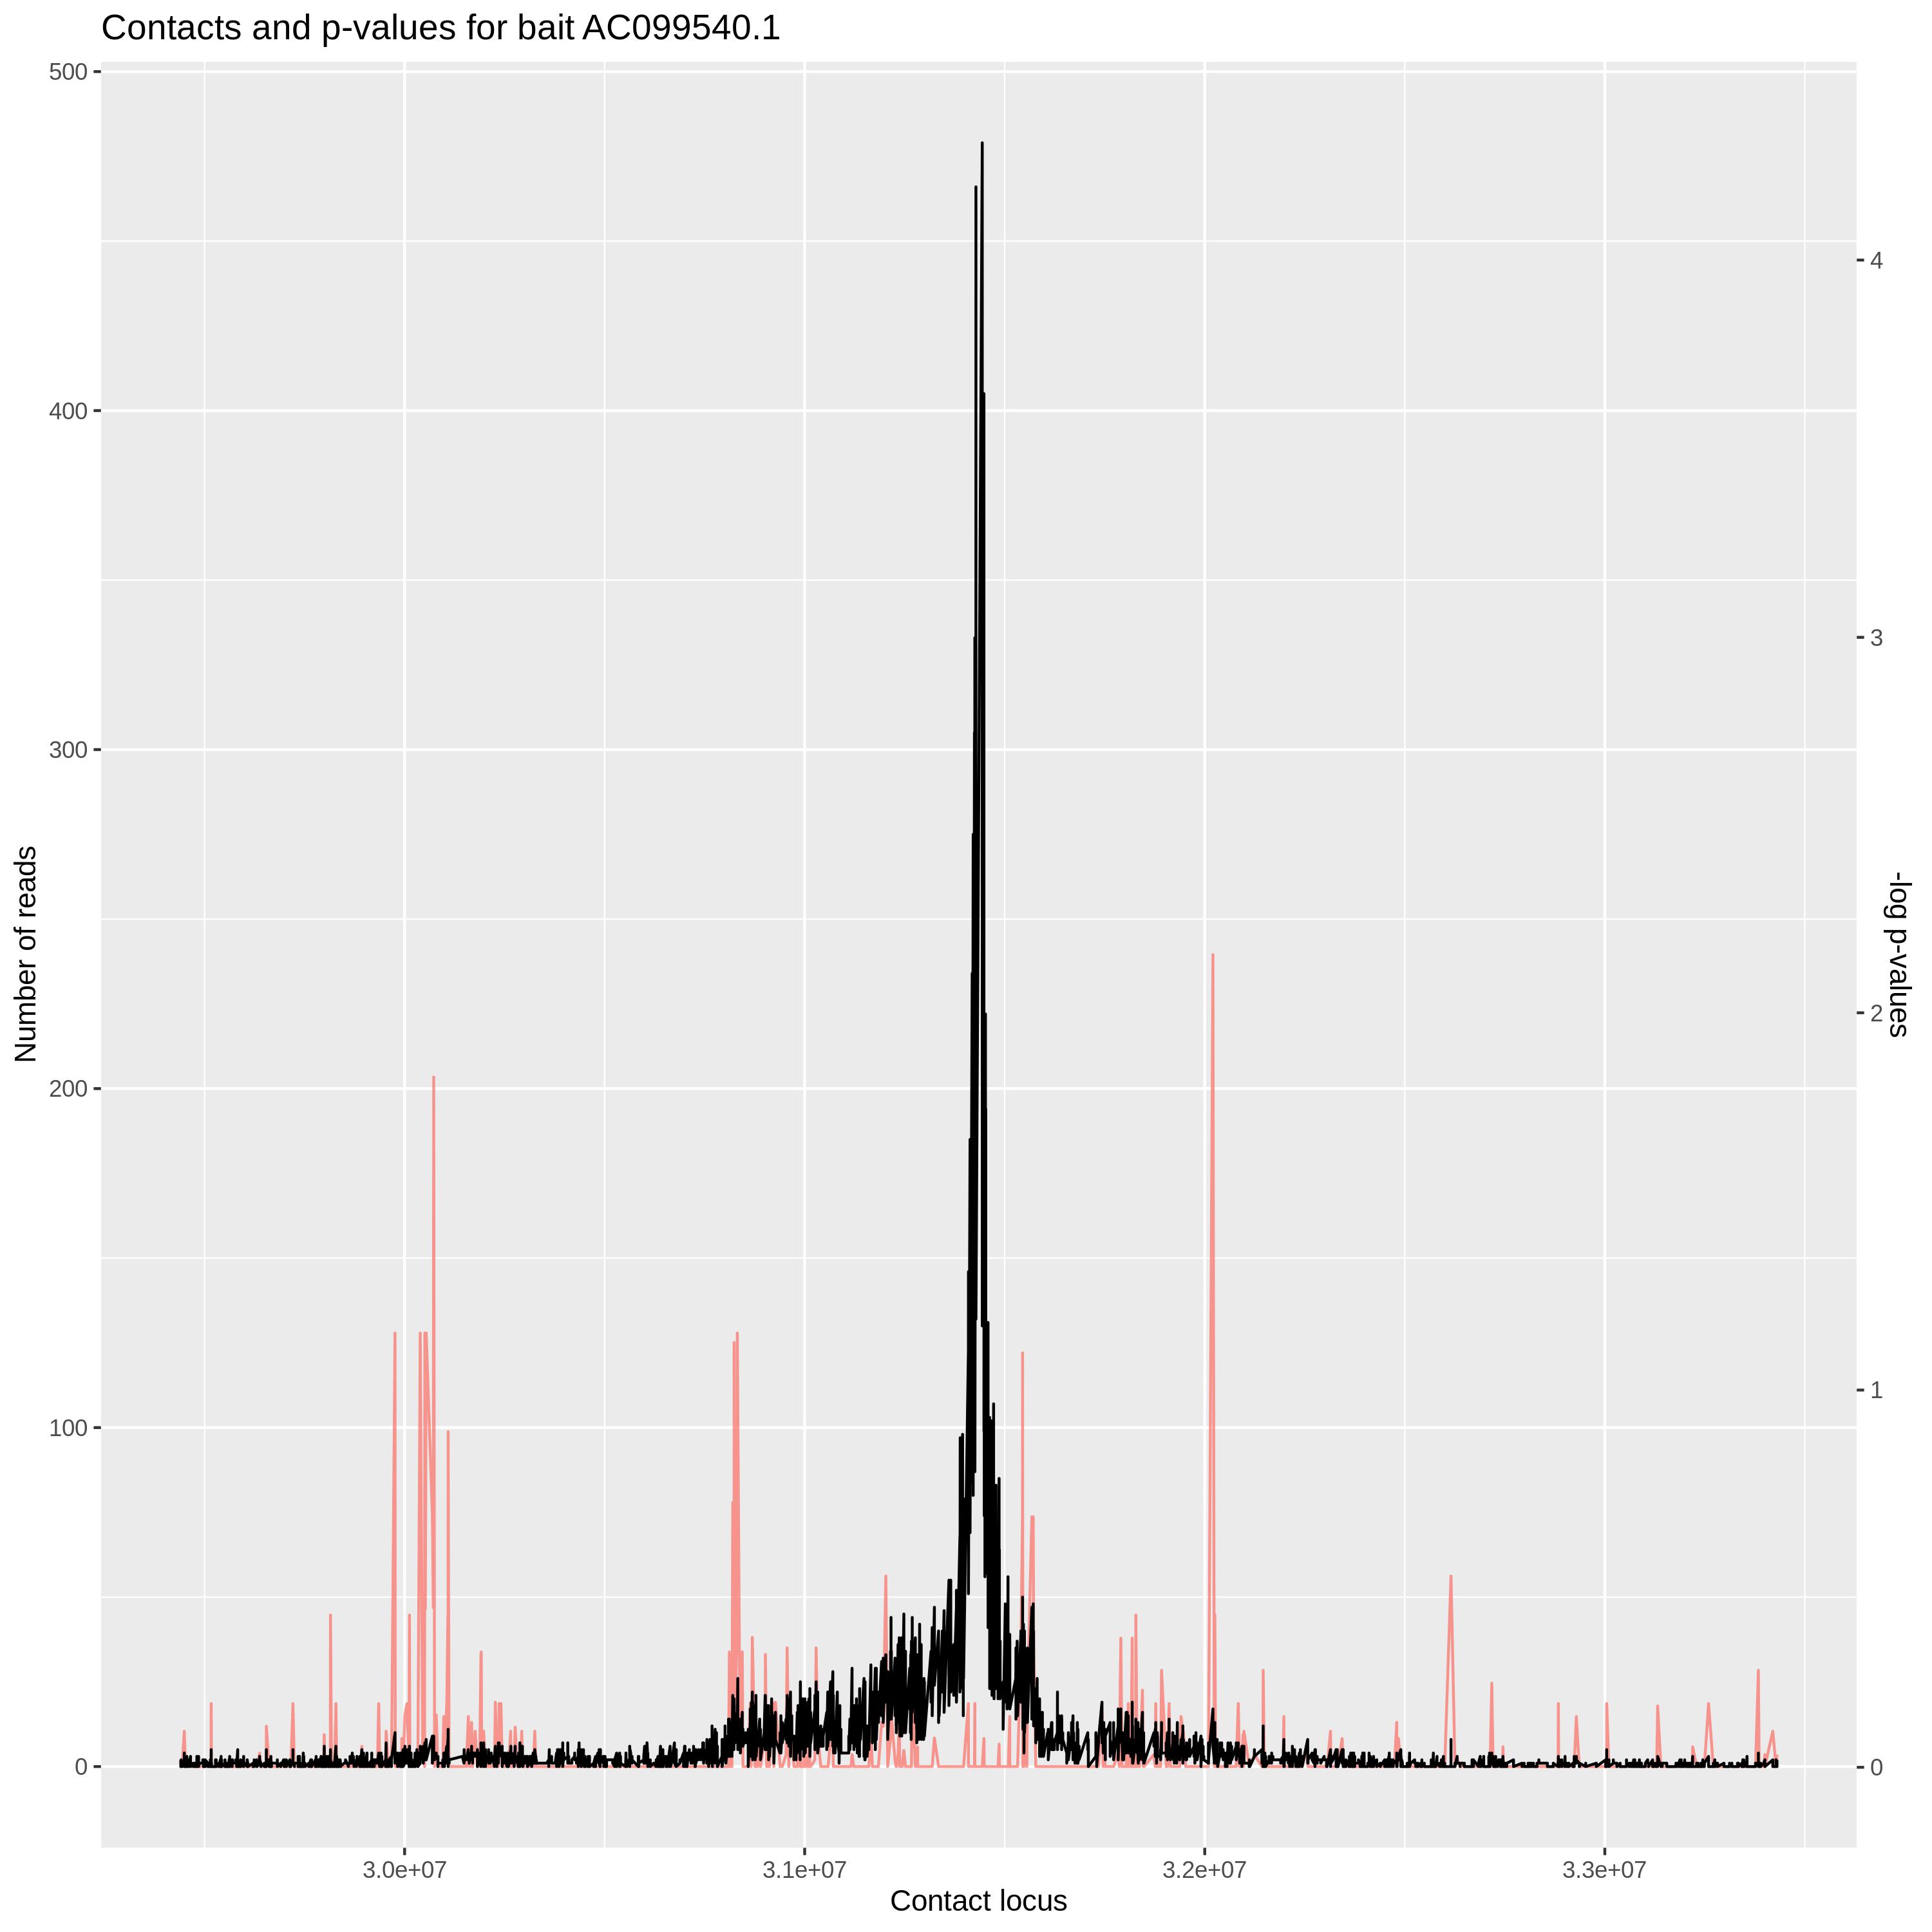 Contacts and p-values for bait AC099540.1
500
400
300
200
100
0
Number of reads
4
3
2
1
0
-log p-values
3.0e+07
3.1e+07
3.2e+07
3.3e+07
Contact locus